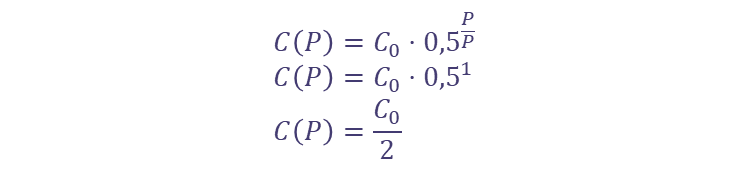 C(P) = C₀ · 0,5^(P/P)
C(P) = C₀ · 0,5¹
C(P) = C₀/2